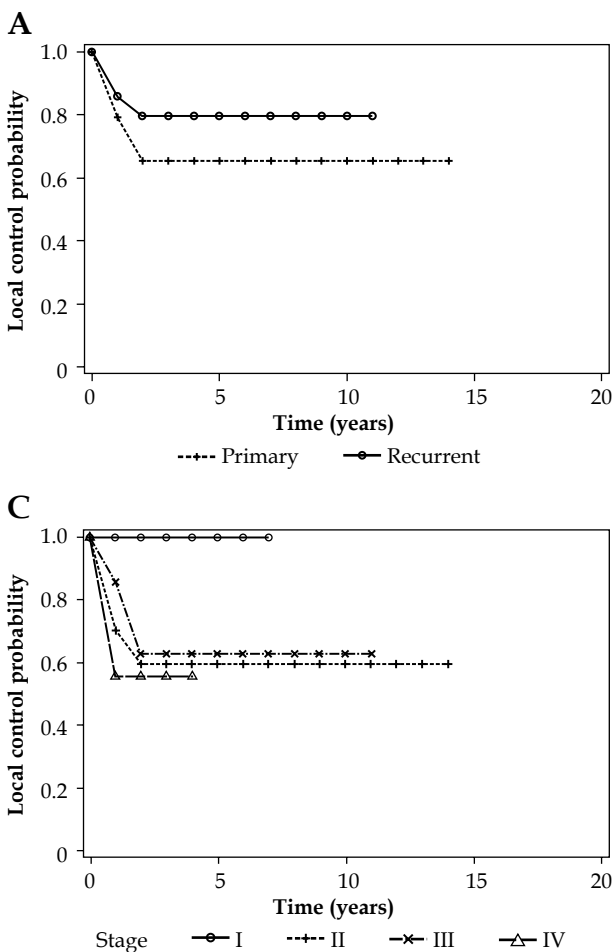 A
Local control probability
1.0
0.8
0.6
0.4
0.2
0
0 5 10 15 20
Time (years)
Primary Recurrent
C
Local control probability
1.0
0.8
0.6
0.4
0.2
0
0 5 10 15 20
Time (years)
Stage I II III IV